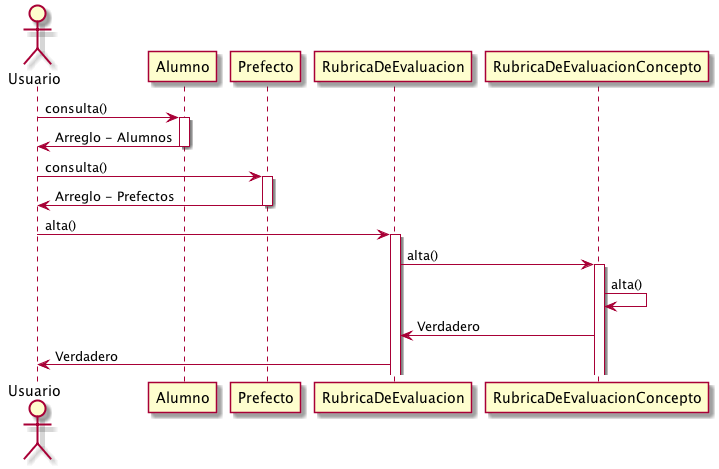 Usuario
Alumno
Prefecto
RubricaDeEvaluacion
RubricaDeEvaluacionConcepto
consulta()
Arreglo - Alumnos
consulta()
Arreglo - Prefectos
alta()
alta()
alta()
Verdadero
Verdadero
Usuario
Alumno
Prefecto
RubricaDeEvaluacion
RubricaDeEvaluacionConcepto